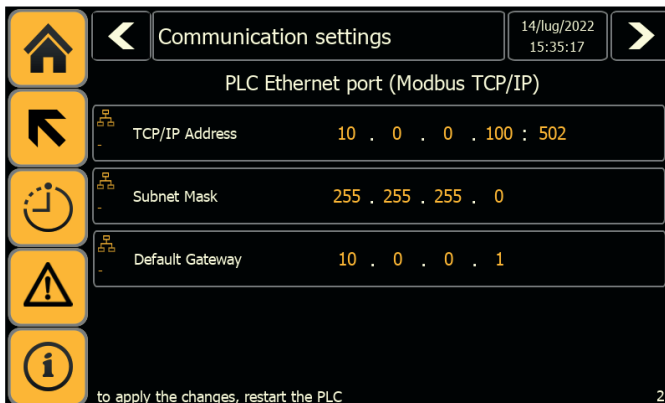 Communication settings
14/lug/2022
15:35:17
PLC Ethernet port (Modbus TCP/IP)
TCP/IP Address 10 . 0 . 0 . 100 : 502
-
Subnet Mask 255 . 255 . 255 . 0
-
Default Gateway 10 . 0 . 0 . 1
-
to apply the changes, restart the PLC
2